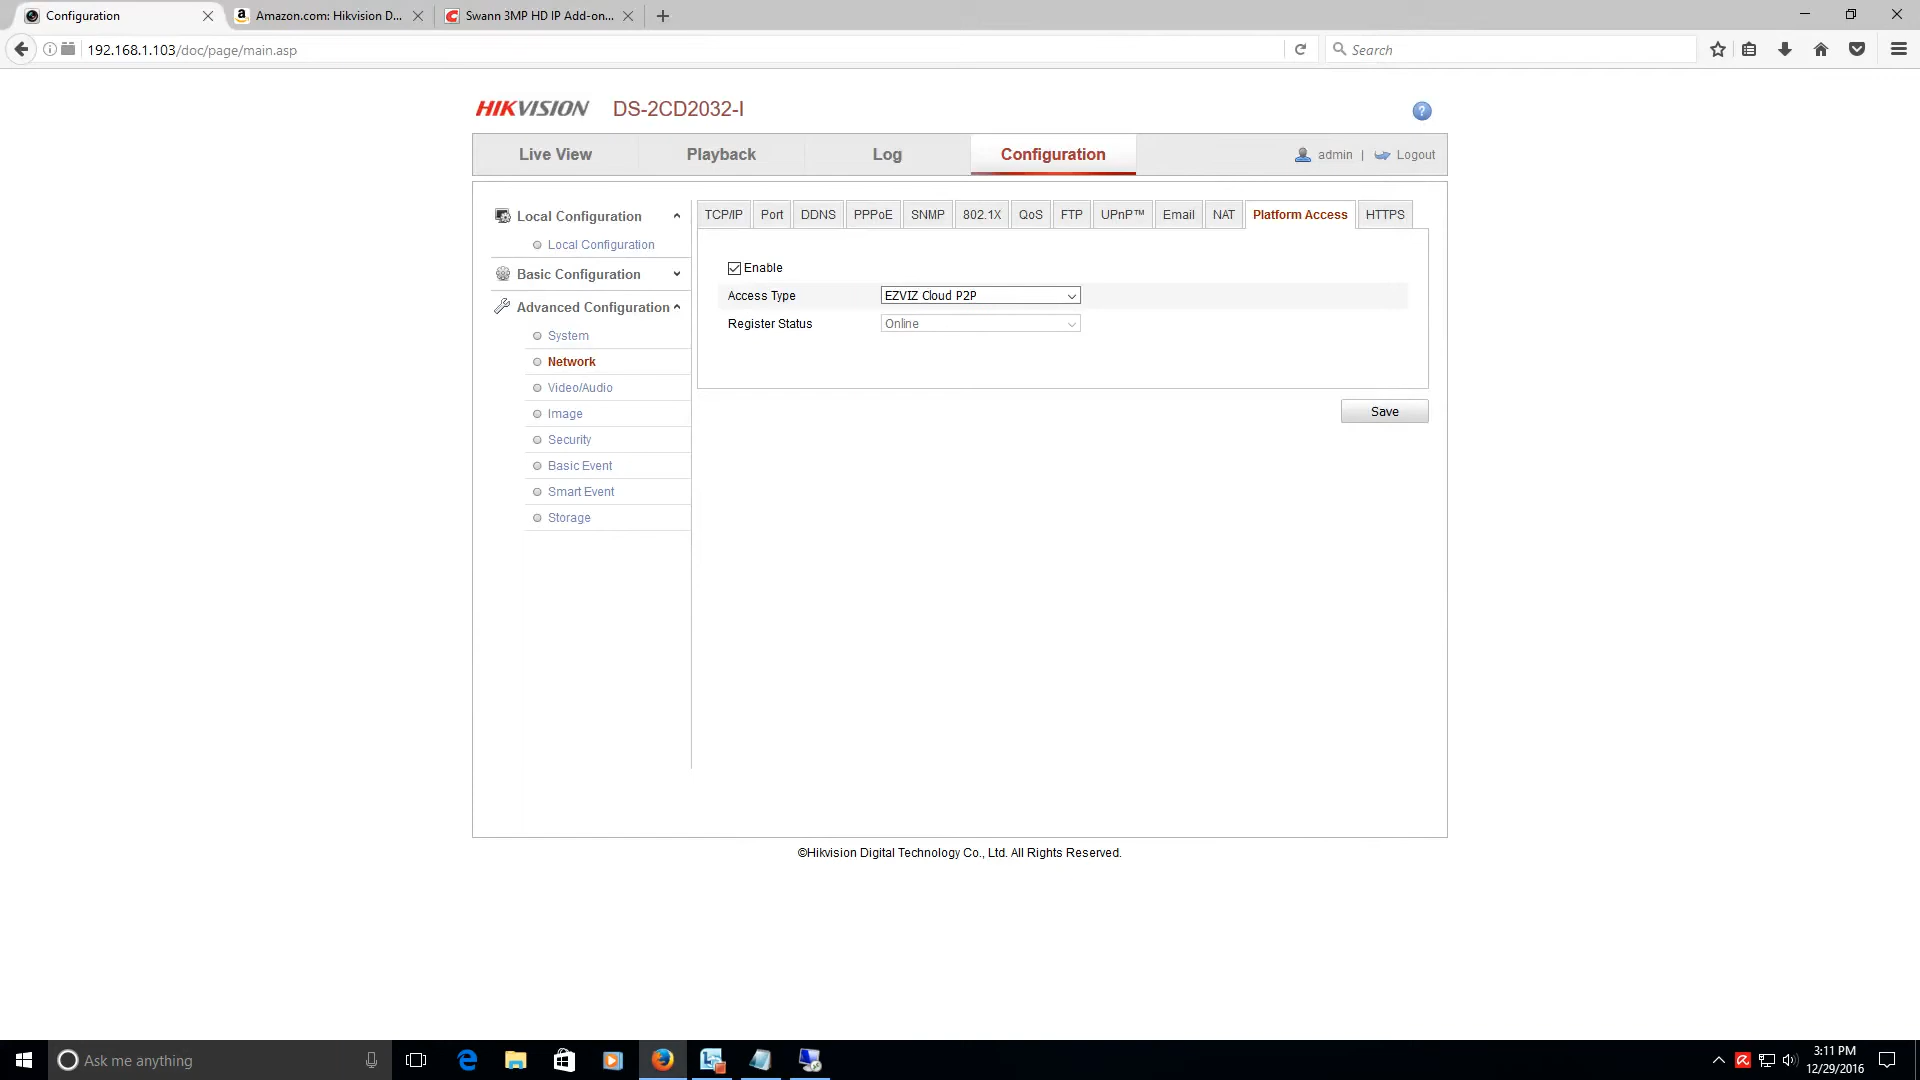 Configuration
Amazon.com: Hikvision D...
Swann 3MP HD IP Add-on...
192.168.1.103/doc/page/main.asp
Search
HIKVISION DS-2CD2032-I
Live View Playback Log Configuration admin | Logout
Local Configuration
Local Configuration
Basic Configuration
Advanced Configuration
System
Network
Video/Audio
Image
Security
Basic Event
Smart Event
Storage
TCP/IP Port DDNS PPPoE SNMP 802.1X QoS FTP UPnP™ Email NAT Platform Access HTTPS
Enable
Access Type EZVIZ Cloud P2P
Register Status Online
Save
©Hikvision Digital Technology Co., Ltd. All Rights Reserved.
Ask me anything
3:11 PM
12/29/2016